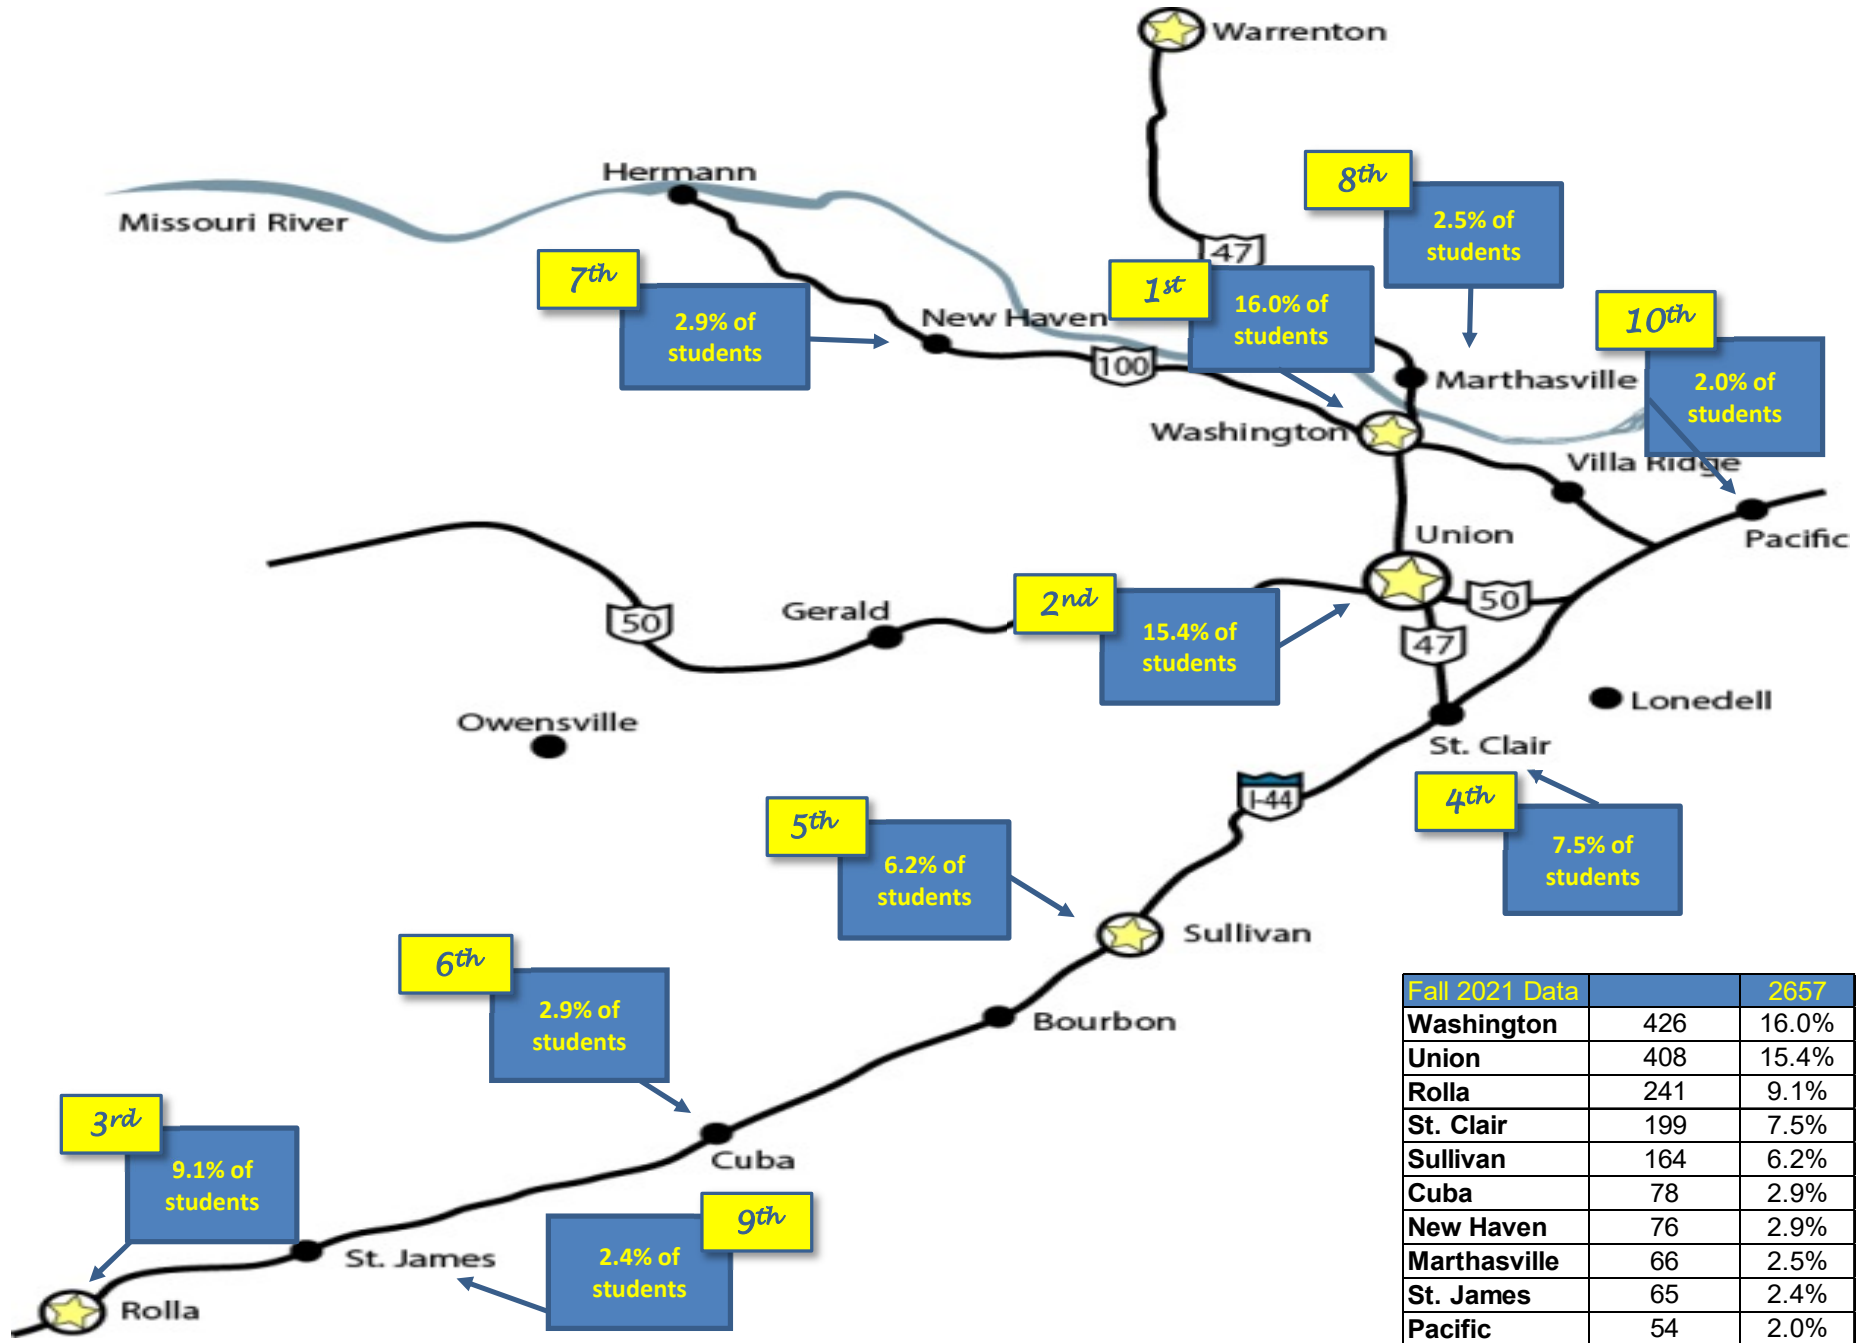 Warrenton
Hermann
Missouri River
8th
2.5% of
students
47
7th
2.9% of
students
1st
16.0% of
students
10th
2.0% of
students
New Haven
100
Marthasville
Washington
Villa Ridge
Pacific
Union
50
47
2nd
15.4% of
students
Gerald
50
Owensville
Lonedell
St. Clair
4th
7.5% of
students
I-44
5th
6.2% of
students
Sullivan
6th
2.9% of
students
Bourbon
Cuba
3rd
9.1% of
students
9th
2.4% of
students
St. James
Rolla
Fall 2021 Data 2657
Washington 426 16.0%
Union 408 15.4%
Rolla 241 9.1%
St. Clair 199 7.5%
Sullivan 164 6.2%
Cuba 78 2.9%
New Haven 76 2.9%
Marthasville 66 2.5%
St. James 65 2.4%
Pacific 54 2.0%